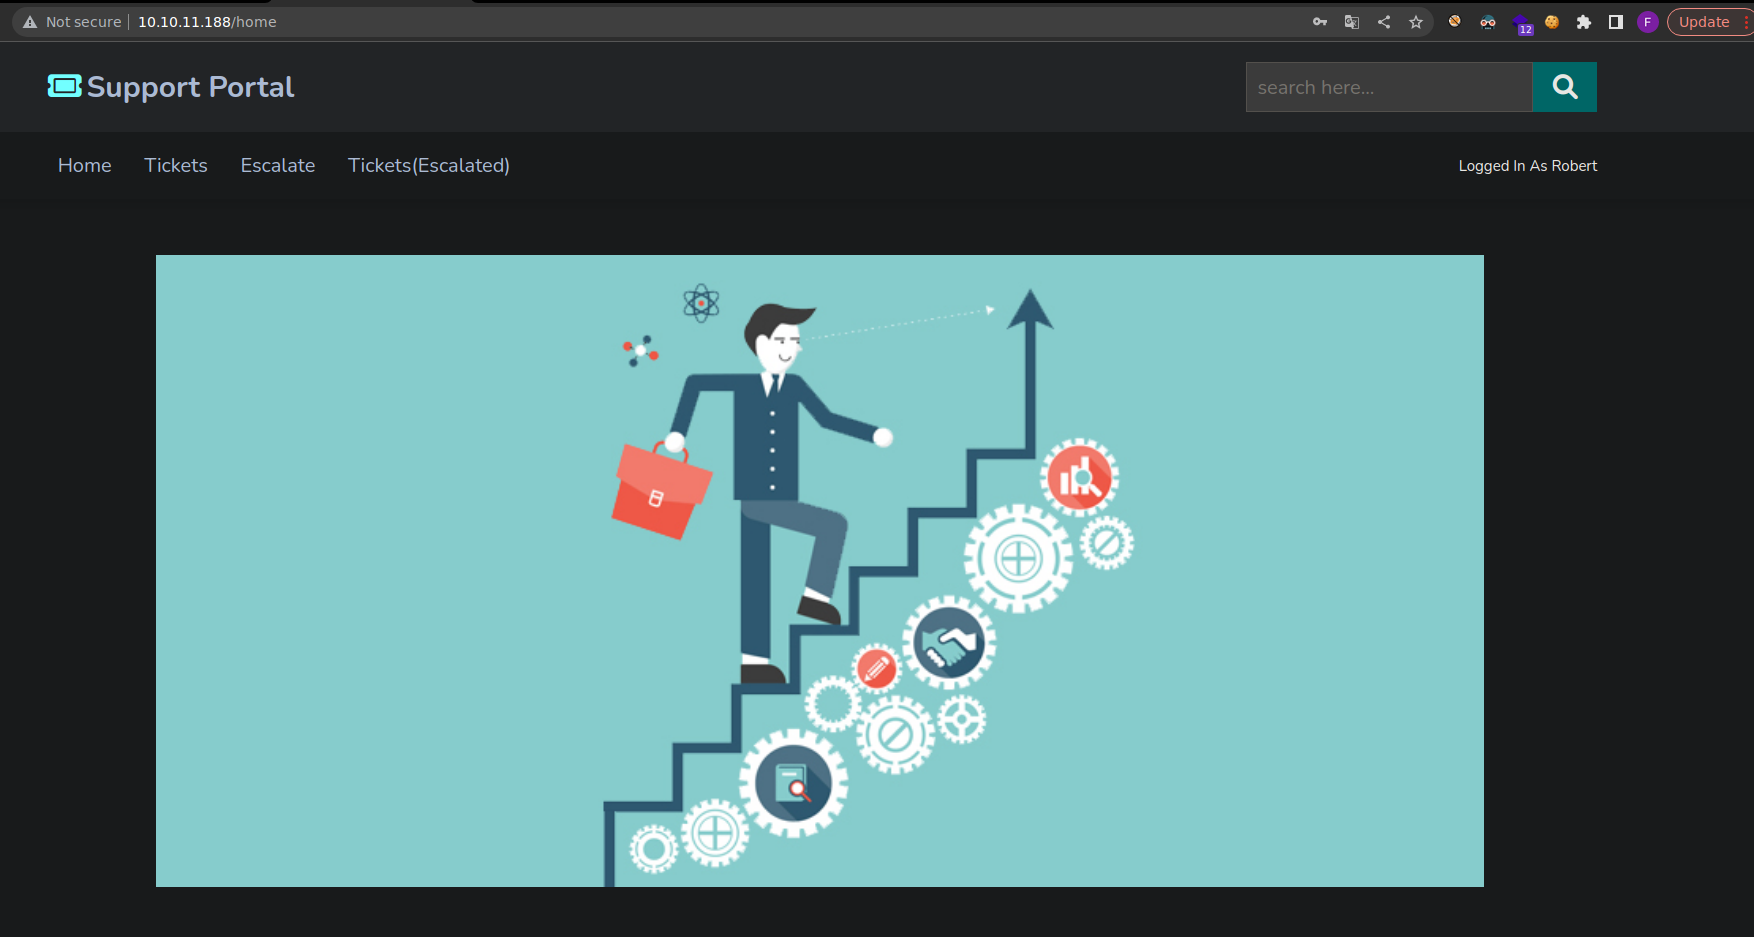 Not secure 10.10.11.188/home 12 F Update
Support Portal search here...
Home Tickets Escalate Tickets(Escalated) Logged In As Robert